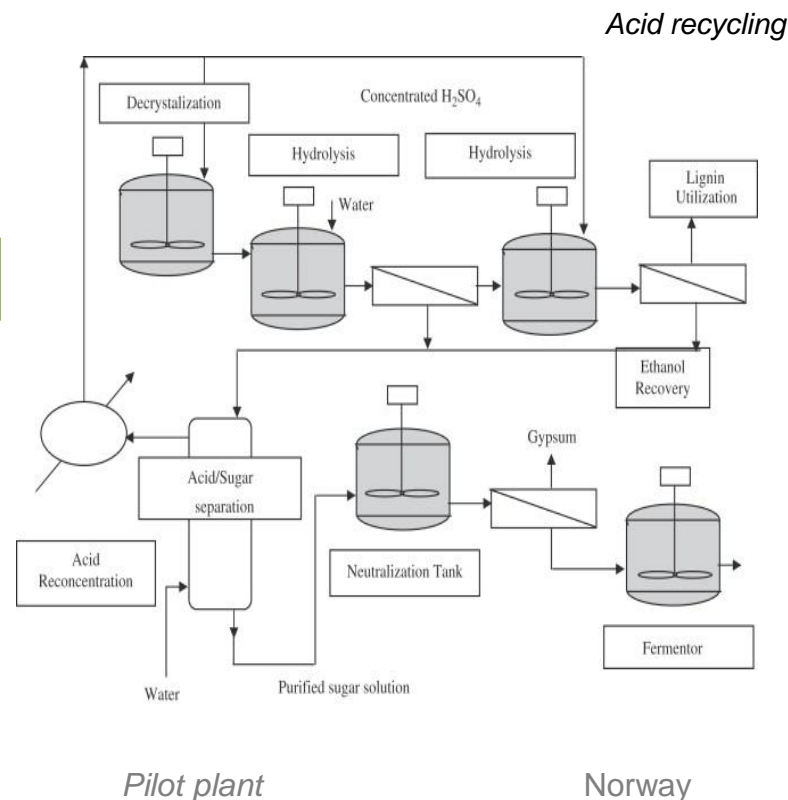 Acid recycling
Decrystalization
Concentrated H₂SO₄
Hydrolysis
Hydrolysis
Lignin
Utilization
Water
Ethanol
Recovery
Gypsum
Acid/Sugar
separation
Acid
Reconcentration
Neutralization Tank
Fermentor
Water
Purified sugar solution
Pilot plant
Norway